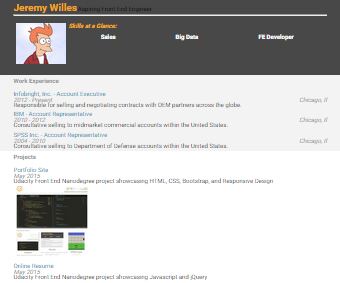 Jeremy Willes Aspiring Front End Engineer
Skills at a Glance:
Sales Big Data FE Developer
Work Experience
Infobright, Inc. - Account Executive
2012 - Present Chicago, Il
Responsible for selling and negotiating contracts with OEM partners across the globe.
IBM - Account Representative
2010 - 2012 Chicago, Il
Consultative selling to midmarket commercial accounts within the United States.
SPSS Inc. - Account Representative
2004 - 2010 Chicago, Il
Consultative selling to Department of Defense accounts within the United States.
Projects
Portfolio Site
May 2015
Udacity Front End Nanodegree project showcasing HTML, CSS, Bootstrap, and Responsive Design
Online Resume
May 2015
Udacity Front End Nanodegree project showcasing Javascript and jQuery